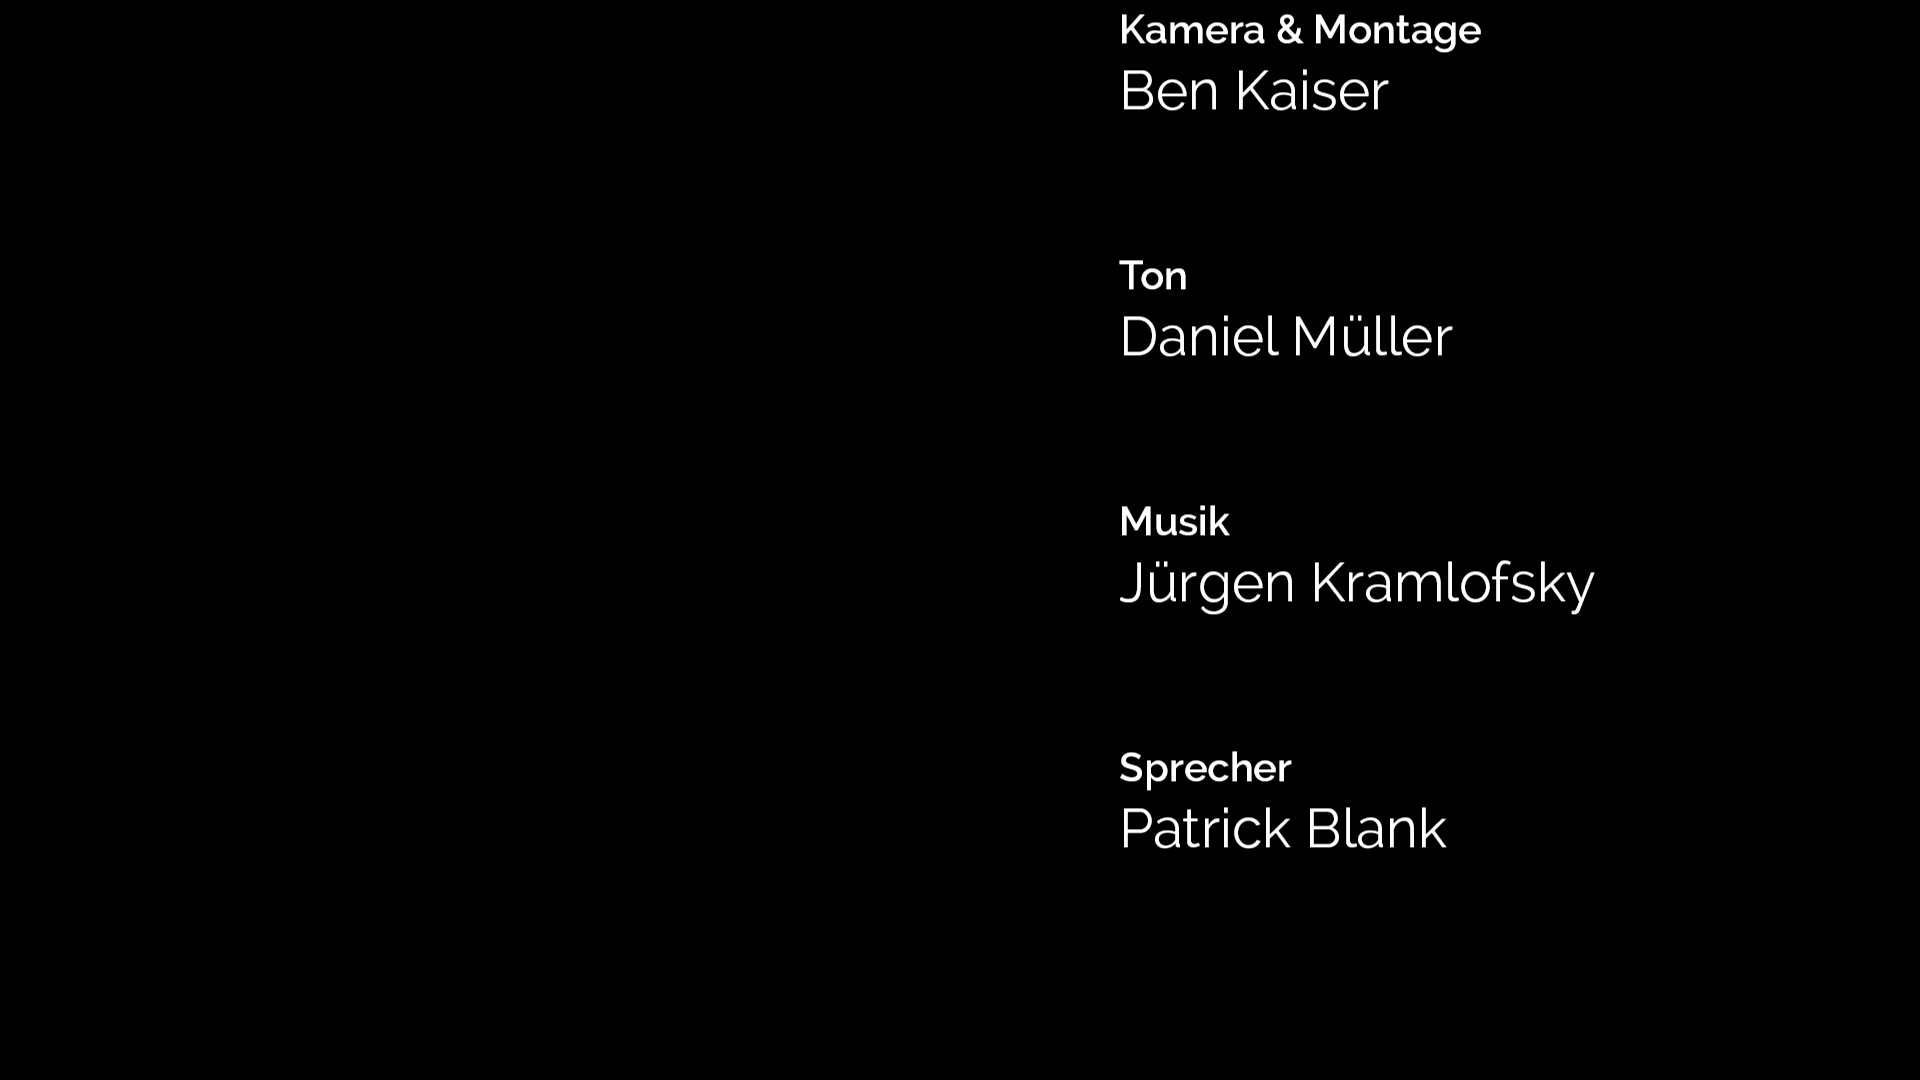 Kamera & Montage
Ben Kaiser
Ton
Daniel Müller
Musik
Jürgen Kramlofsky
Sprecher
Patrick Blank